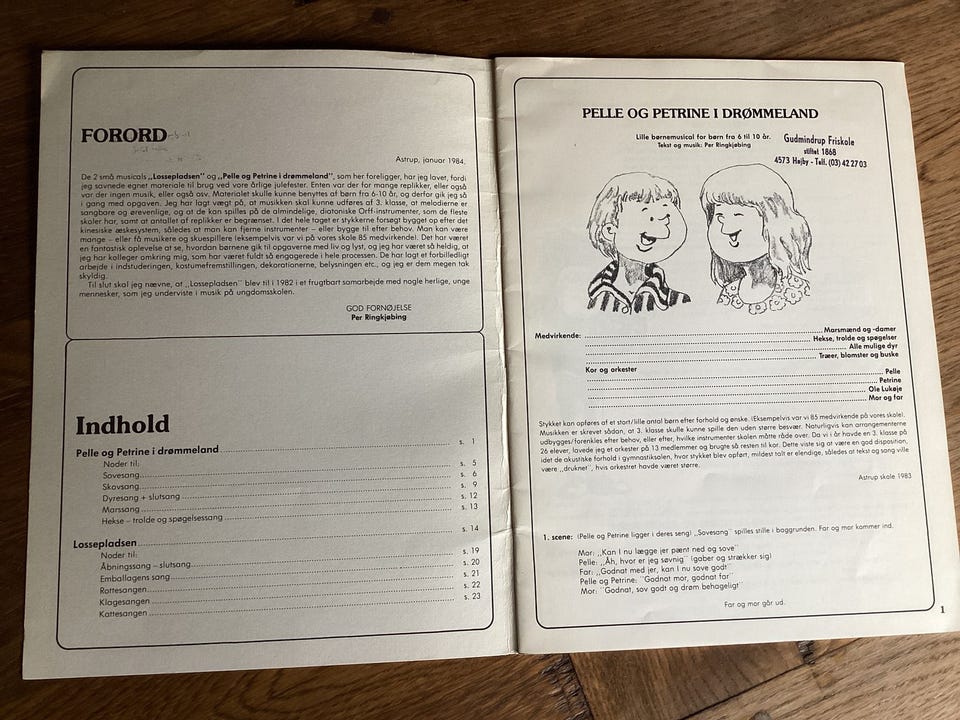 FORORD
Astrup, januar 1984.
De 2 små musicals „Lossepladsen" og „Pelle og Petrine i drømmeland", som her foreligger, har jeg lavet, fordi
jeg savnede egnet materiale til brug ved vore årlige julefester. Enten var der for mange replikker, eller også
var der ingen musik, eller også osv. Materialet skulle kunne benyttes af børn fra 6-10 år, og derfor gik jeg så
i gang med opgaven. Jeg har lagt vægt på, at musikken skal kunne udføres af 3. klasse, at melodierne er
sangbare og ørevenlige, og at de kan spilles på de almindelige, diatoniske Orff-instrumenter, som de fleste
skoler har, samt at antallet af replikker er begrænset. I det hele taget er stykkerne forsøgt bygget op efter det
kinesiske æskesystem, således at man kan fjerne instrumenter – eller bygge til efter behov. Man kan være
mange – eller få musikere og skuespillere (eksempelvis var vi på vores skole 85 medvirkende). Det har været
en fantastisk oplevelse at se, hvordan børnene gik til opgaverne med liv og lyst, og jeg har været så heldig, at
jeg har kolleger omkring mig, som har været fuldt så engagerede i hele processen. De har lagt et forbilledligt
arbejde i indstuderingen, kostumefremstillingen, dekorationerne, belysningen etc., og jeg er dem megen tak
skyldig.
Til slut skal jeg nævne, at „Lossepladsen" blev til i 1982 i et frugtbart samarbejde med nogle herlige, unge
mennesker, som jeg underviste i musik på ungdomsskolen.
GOD FORNØJELSE
Per Ringkjøbing
Indhold
Pelle og Petrine i drømmeland s. 1
Noder til:
Sovesang s. 5
Skovsang s. 6
Dyresang + slutsang s. 9
Marssang s. 12
Hekse – trolde og spøgelsessang s. 13
Lossepladsen s. 14
Noder til:
Åbningssang – slutsang s. 19
Emballagens sang s. 20
Rottesangen s. 21
Klagesangen s. 22
Kattesangen s. 23
PELLE OG PETRINE I DRØMMELAND
Lille børnemusical for børn fra 6 til 10 år.
Tekst og musik: Per Ringkjøbing
Gudmindrup Friskole
stiftet 1868
4573 Højby - Telf. (03) 42 27 03
Medvirkende: Marsmænd og -damer
Hekse, trolde og spøgelser
Alle mulige dyr
Træer, blomster og buske
Kor og orkester
Pelle
Petrine
Ole Lukøje
Mor og far
Stykket kan opføres af et stort/lille antal børn efter forhold og ønske. (Eksempelvis var vi 85 medvirkende på vores skole).
Musikken er skrevet sådan, at 3. klasse skulle kunne spille den uden større besvær. Naturligvis kan arrangementerne
udbygges/forenkles efter behov, eller efter, hvilke instrumenter skolen måtte råde over. Da vi i år havde en 3. klasse på
26 elever, lavede jeg et orkester på 13 medlemmer og brugte så resten til kor. Dette viste sig at være en god disposition,
idet de akustiske forhold i gymnastiksalen, hvor stykket blev opført, mildest talt er elendige, således at tekst og sang ville
være „druknet", hvis orkestret havde været større.
Astrup skole 1983
1. scene: (Pelle og Petrine ligger i deres seng) „Sovesang" spilles stille i baggrunden. Far og mor kommer ind.
Mor: „Kan I nu lægge jer pænt ned og sove"
Pelle: „Åh, hvor er jeg søvnig" (gaber og strækker sig)
Far: „Godnat med jer, kan I nu sove godt"
Pelle og Petrine: "Godnat mor, godnat far"
Mor: "Godnat, sov godt og drøm behageligt"
Far og mor går ud.
1